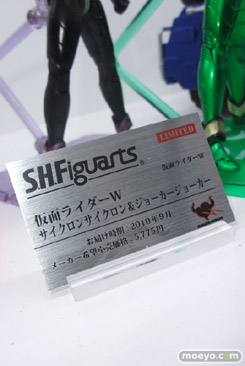 LIMITED
S.H.Figuarts®
仮面ライダーW
仮面ライダーW
サイクロンサイクロン&ジョーカージョーカー
お届け時期：2010年9月
メーカー希望小売価格：5,775円
moeyo.com